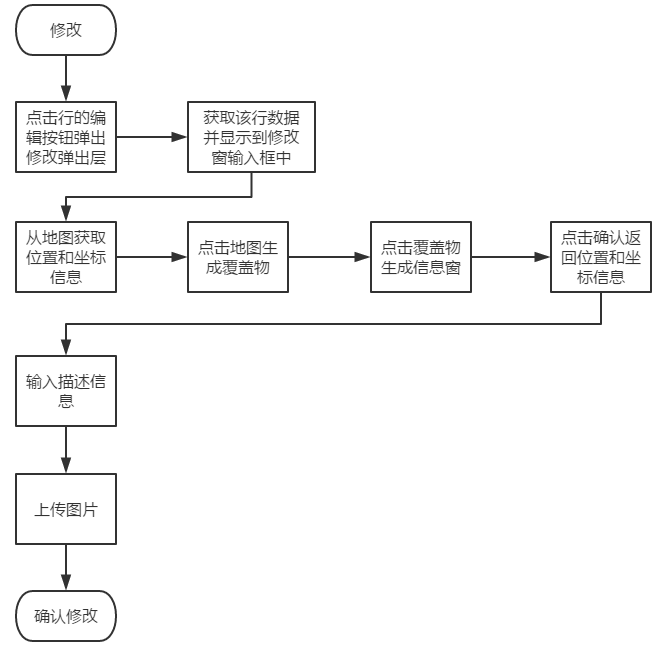 修改
点击行的编
辑按钮弹出
修改弹出层
获取该行数据
并显示到修改
窗输入框中
从地图获取
位置和坐标
信息
点击地图生
成覆盖物
点击覆盖物
生成信息窗
点击确认返
回位置和坐
标信息
输入描述信
息
上传图片
确认修改